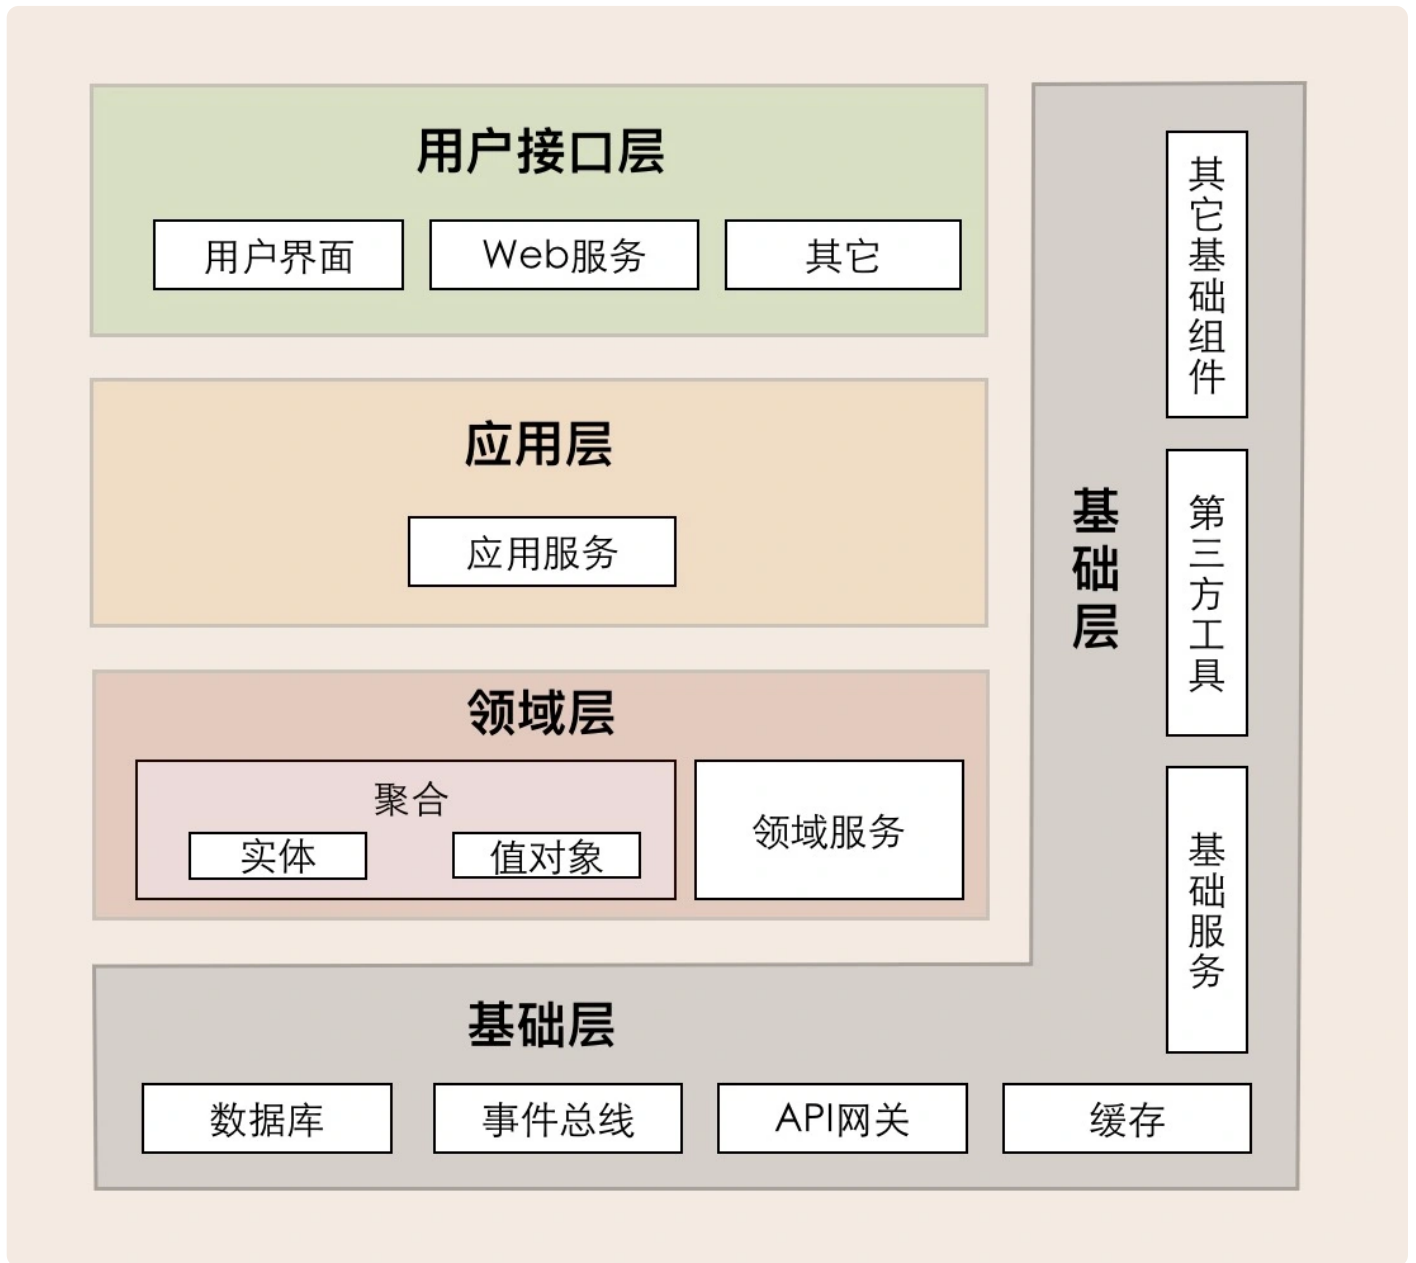 用户接口层
用户界面
Web服务
其它
应用层
应用服务
领域层
聚合
实体
值对象
领域服务
基础层
其它基础组件
第三方工具
基础服务
基础层
数据库
事件总线
API网关
缓存